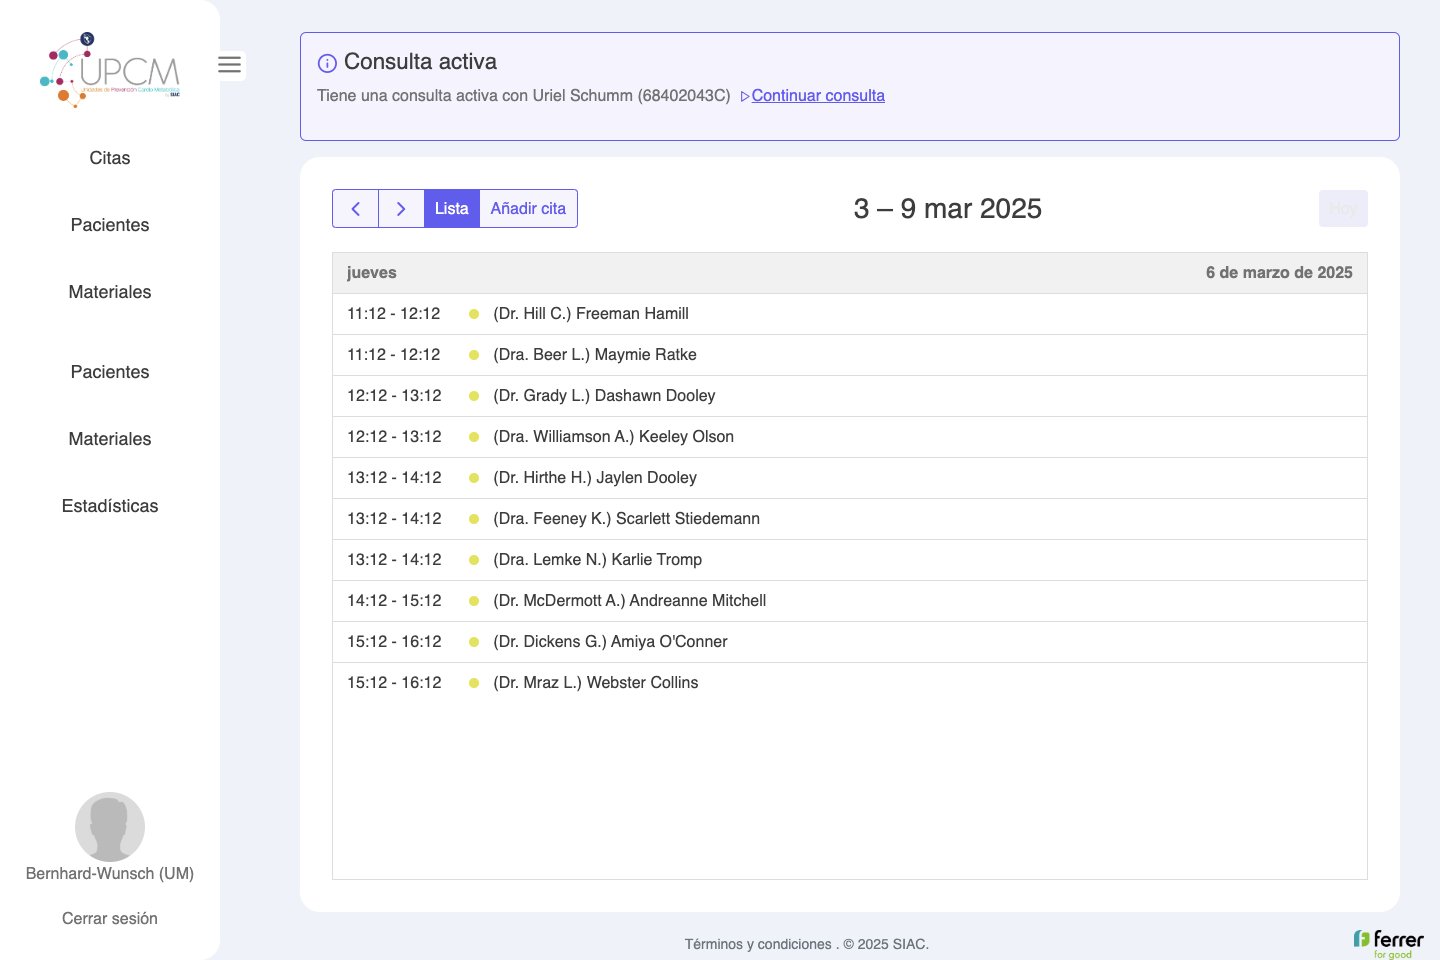 UPCM
Unidades de Prevención Cardio Metabólica
by SIAC
Citas
Pacientes
Materiales
Pacientes
Materiales
Estadísticas
Bernhard-Wunsch (UM)
Cerrar sesión
Consulta activa
Tiene una consulta activa con Uriel Schumm (68402043C) Continuar consulta
Lista Añadir cita 3 – 9 mar 2025 Hoy
jueves 6 de marzo de 2025
11:12 - 12:12 (Dr. Hill C.) Freeman Hamill
11:12 - 12:12 (Dra. Beer L.) Maymie Ratke
12:12 - 13:12 (Dr. Grady L.) Dashawn Dooley
12:12 - 13:12 (Dra. Williamson A.) Keeley Olson
13:12 - 14:12 (Dr. Hirthe H.) Jaylen Dooley
13:12 - 14:12 (Dra. Feeney K.) Scarlett Stiedemann
13:12 - 14:12 (Dra. Lemke N.) Karlie Tromp
14:12 - 15:12 (Dr. McDermott A.) Andreanne Mitchell
15:12 - 16:12 (Dr. Dickens G.) Amiya O'Conner
15:12 - 16:12 (Dr. Mraz L.) Webster Collins
Términos y condiciones . © 2025 SIAC.
ferrer
for good